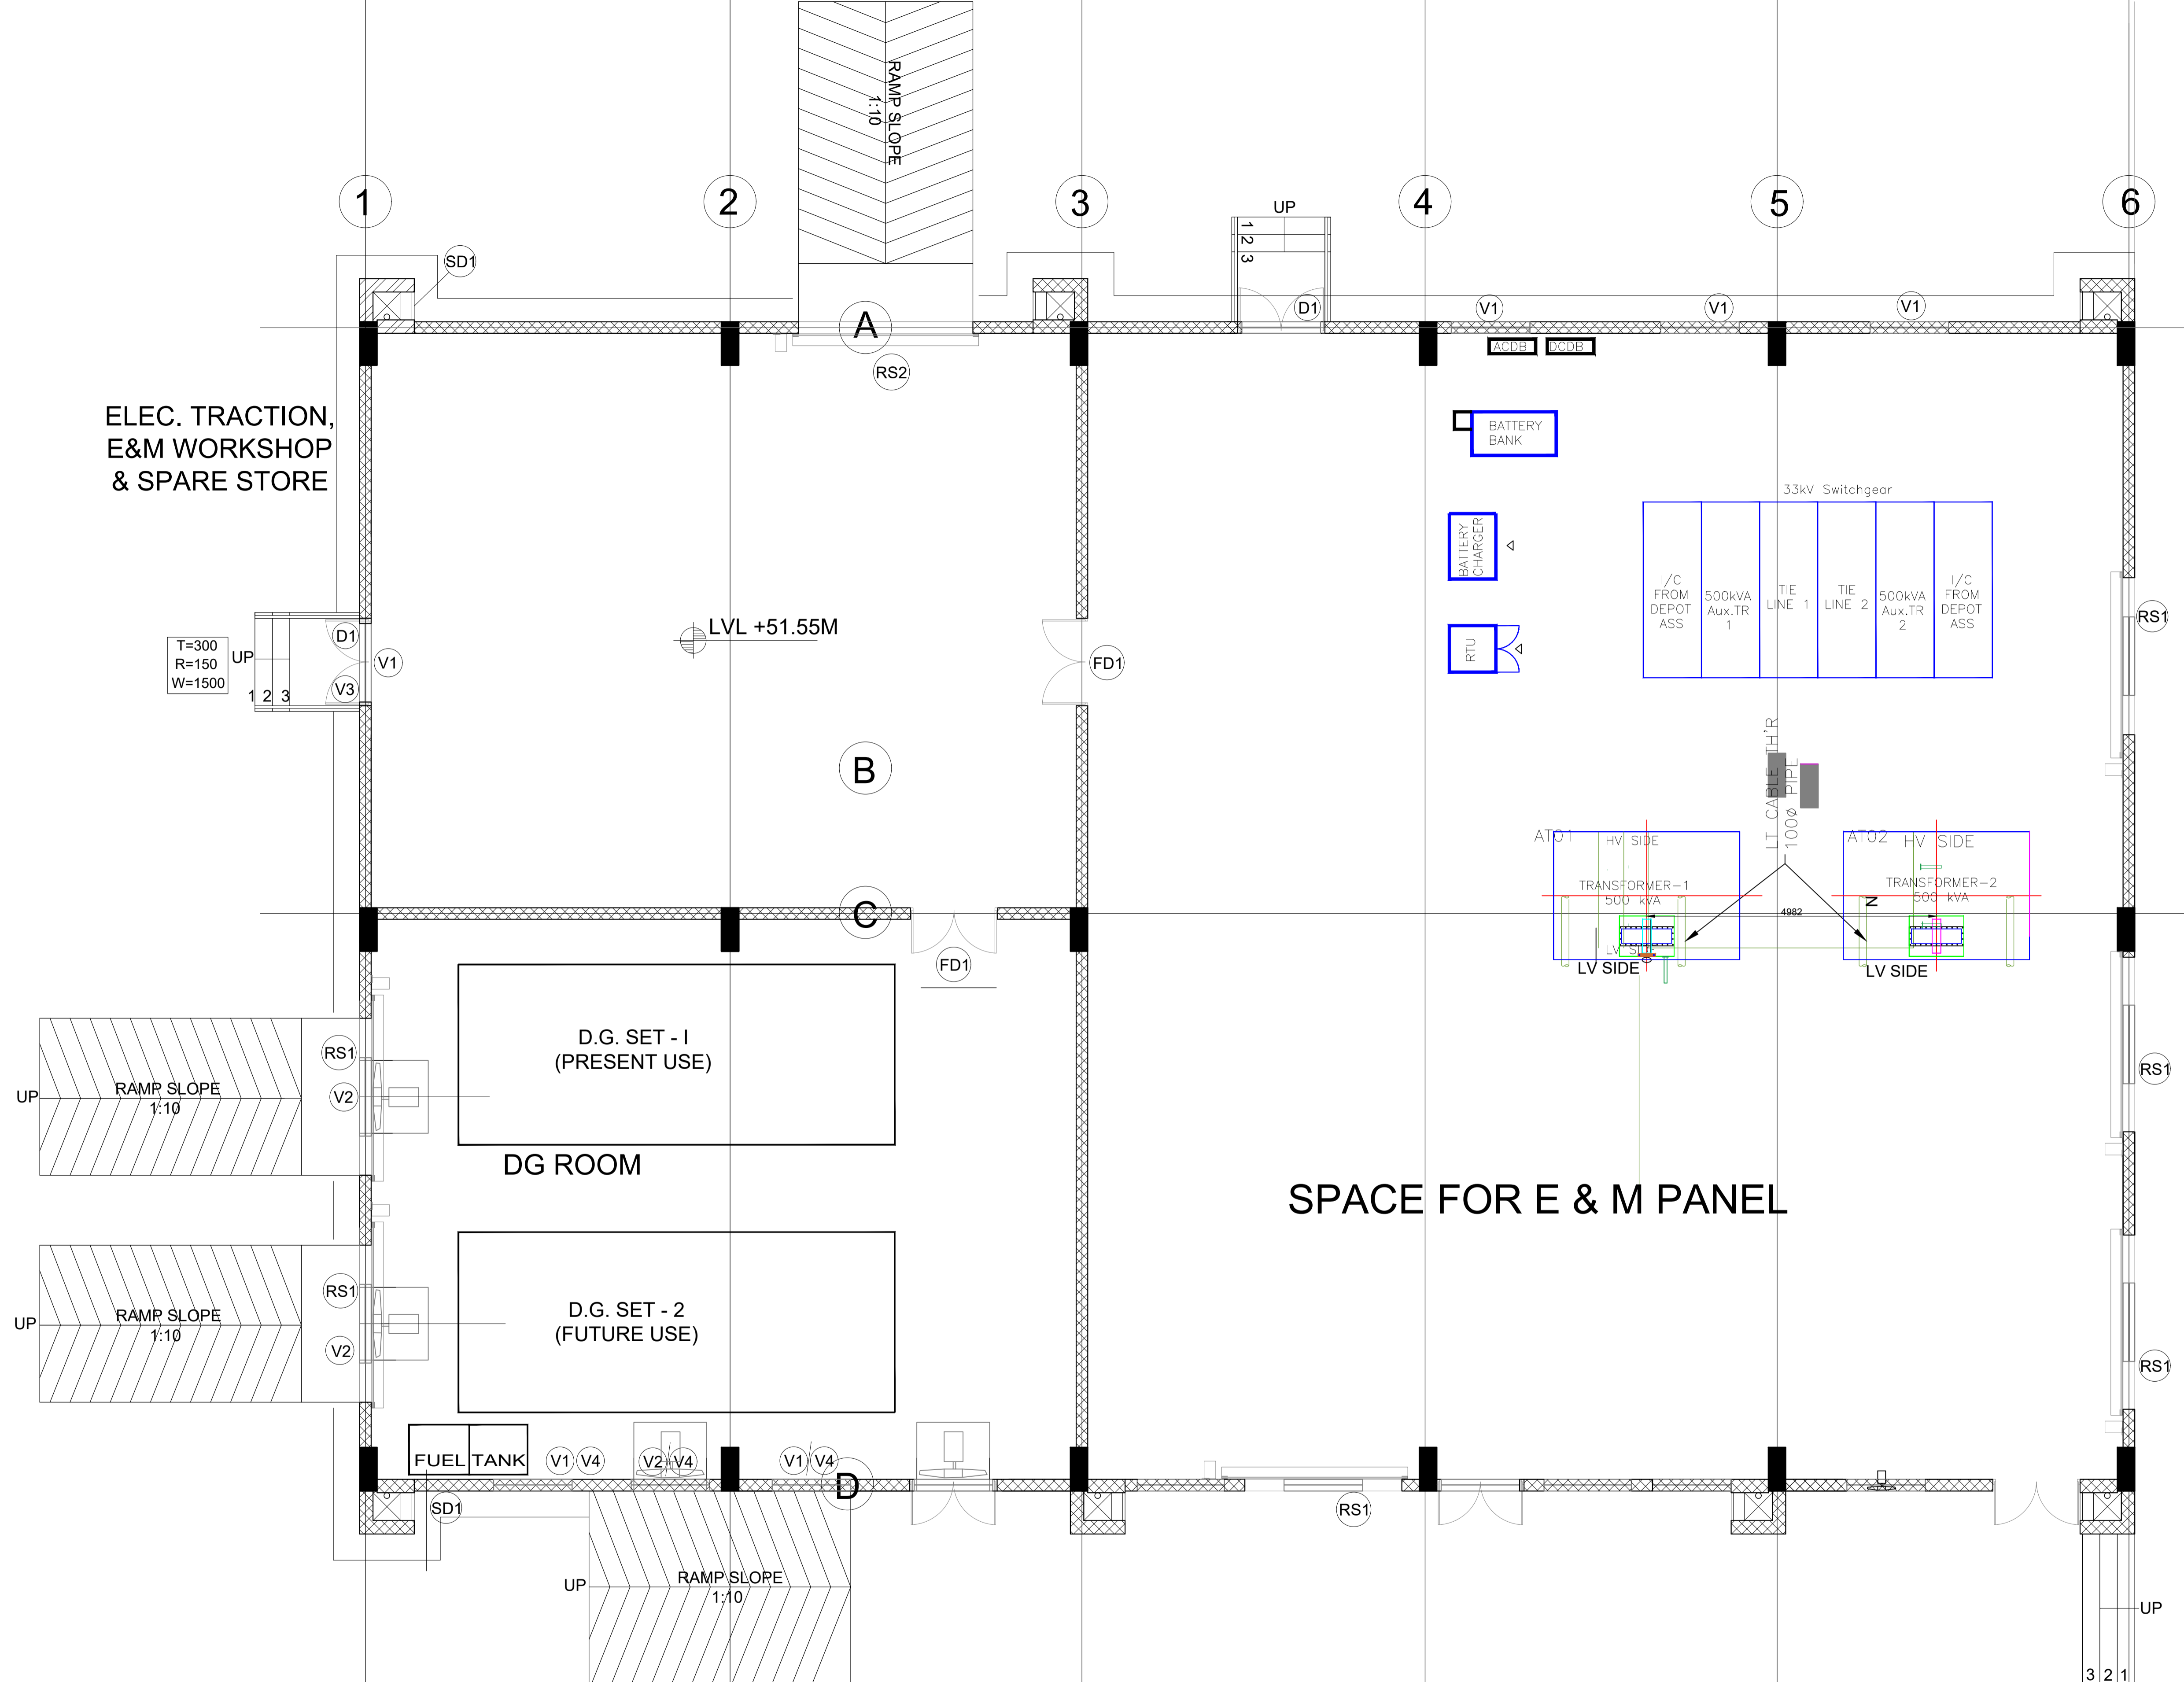 RAMP SLOPE
1:10
1
2
3
4
5
6
UP
1
2
3
SD1
A
D1
V1
V1
V1
RS2
ACDB
DCDB
ELEC. TRACTION,
E&M WORKSHOP
& SPARE STORE
BATTERY
BANK
33kV Switchgear
BATTERY
CHARGER
I/C
FROM
DEPOT
ASS
500kVA
Aux.TR
1
TIE
LINE 1
TIE
LINE 2
500kVA
Aux.TR
2
I/C
FROM
DEPOT
ASS
RS1
LVL +51.55M
T=300
R=150
W=1500
UP
1 2 3
D1
V1
V3
FD1
RTU
B
LT CABLE TH'R
100ø PIPE
AT01
HV SIDE
AT02
HV SIDE
TRANSFORMER-1
500 kVA
TRANSFORMER-2
500 kVA
N
4982
LV SIDE
LV SIDE
C
FD1
D.G. SET - I
(PRESENT USE)
RS1
V2
UP
RAMP SLOPE
1:10
RS1
DG ROOM
SPACE FOR E & M PANEL
RS1
V2
UP
RAMP SLOPE
1:10
D.G. SET - 2
(FUTURE USE)
RS1
FUEL TANK
V1 V4
V2 V4
V1 V4
D
SD1
RS1
UP
RAMP SLOPE
1:10
UP
3 2 1